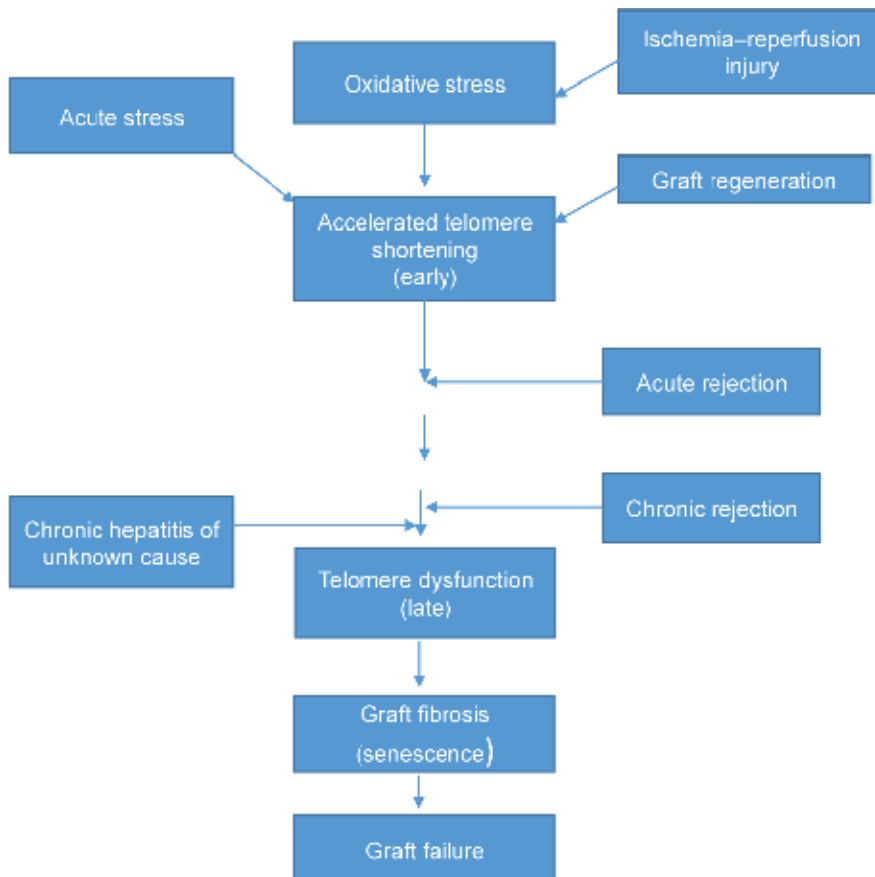 Ischemia–reperfusion
injury
Oxidative stress
Acute stress
Graft regeneration
Accelerated telomere
shortening
(early)
Acute rejection
Chronic rejection
Chronic hepatitis of
unknown cause
Telomere dysfunction
(late)
Graft fibrosis
(senescence)
Graft failure